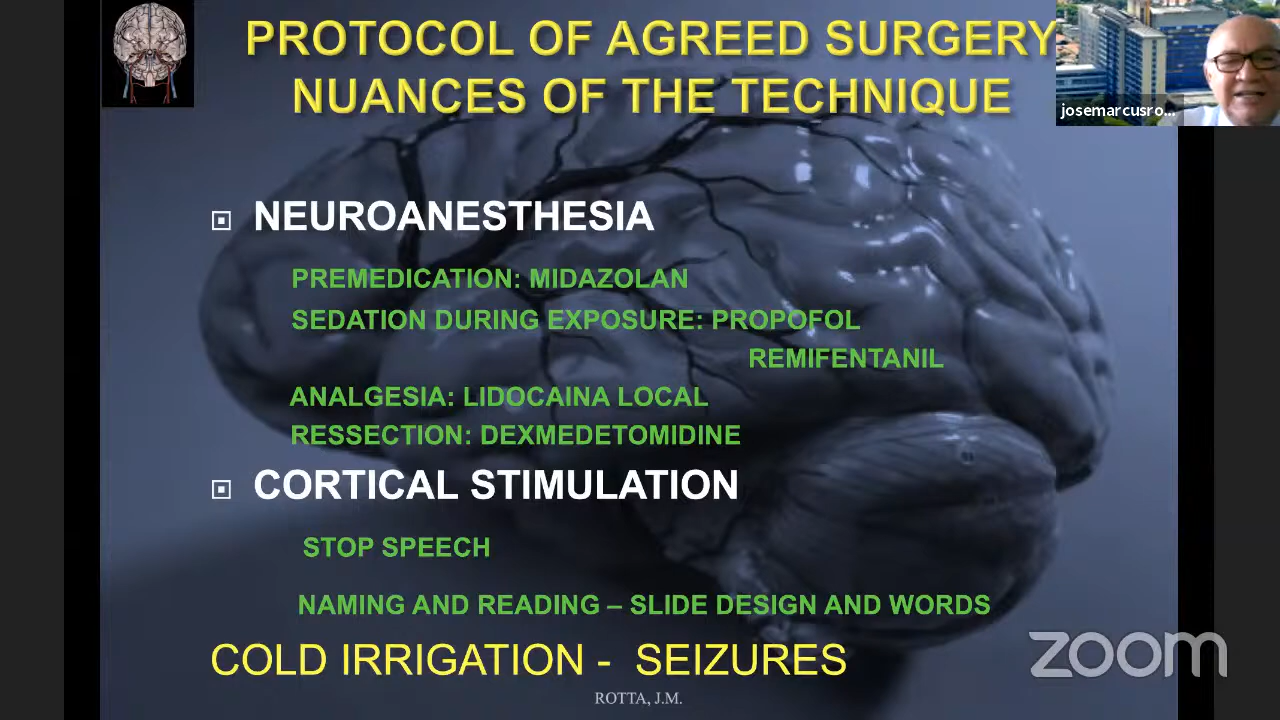 PROTOCOL OF AGREED SURGERY
NUANCES OF THE TECHNIQUE
josemarcusro...
NEUROANESTHESIA
PREMEDICATION: MIDAZOLAN
SEDATION DURING EXPOSURE: PROPOFOL
REMIFENTANIL
ANALGESIA: LIDOCAINA LOCAL
RESSECTION: DEXMEDETOMIDINE
CORTICAL STIMULATION
STOP SPEECH
NAMING AND READING – SLIDE DESIGN AND WORDS
COLD IRRIGATION - SEIZURES
zoom
ROTTA, J.M.